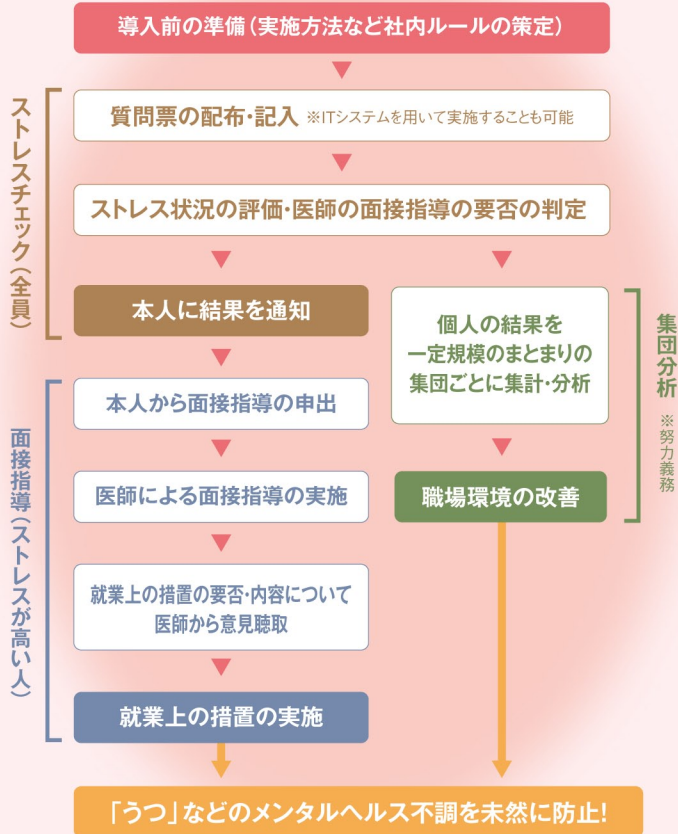 導入前の準備（実施方法など社内ルールの策定）
ストレスチェック（全員）
質問票の配布・記入 ※ITシステムを用いて実施することも可能
ストレス状況の評価・医師の面接指導の要否の判定
本人に結果を通知
面接指導（ストレスが高い人）
本人から面接指導の申出
医師による面接指導の実施
就業上の措置の要否・内容について
医師から意見聴取
就業上の措置の実施
個人の結果を
一定規模のまとまりの
集団ごとに集計・分析
職場環境の改善
集団分析 ※努力義務
「うつ」などのメンタルヘルス不調を未然に防止！